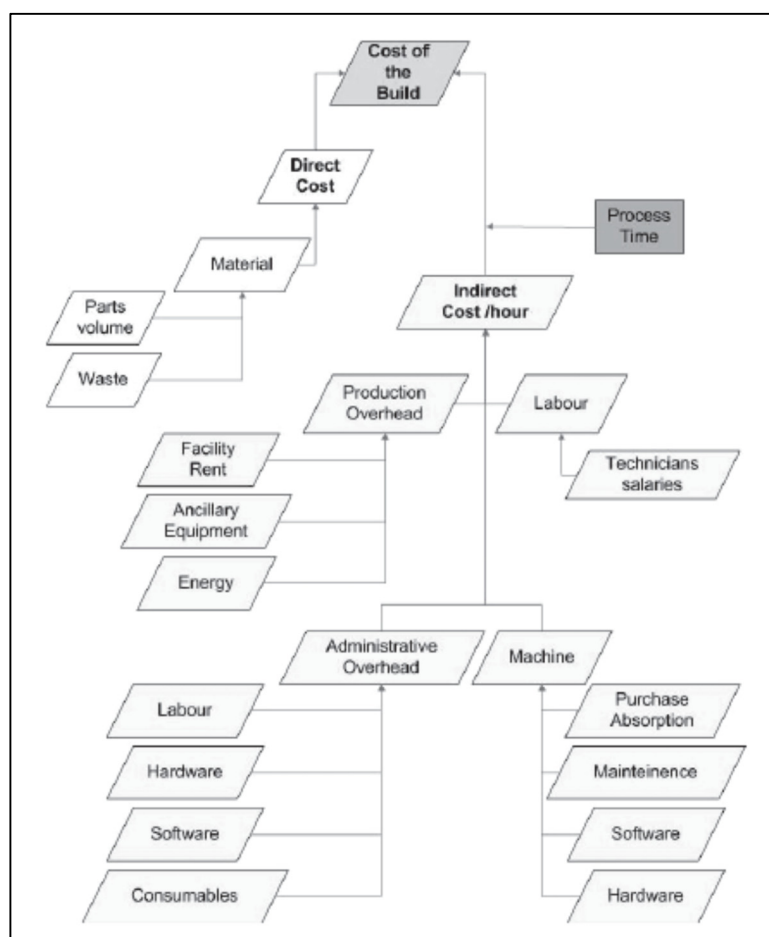 Cost of
the
Build
Direct
Cost
Process
Time
Material
Indirect
Cost /hour
Parts
volume
Waste
Production
Overhead
Labour
Facility
Rent
Technicians
salaries
Ancillary
Equipment
Energy
Administrative
Overhead
Machine
Labour
Purchase
Absorption
Hardware
Mainteinence
Software
Software
Consumables
Hardware